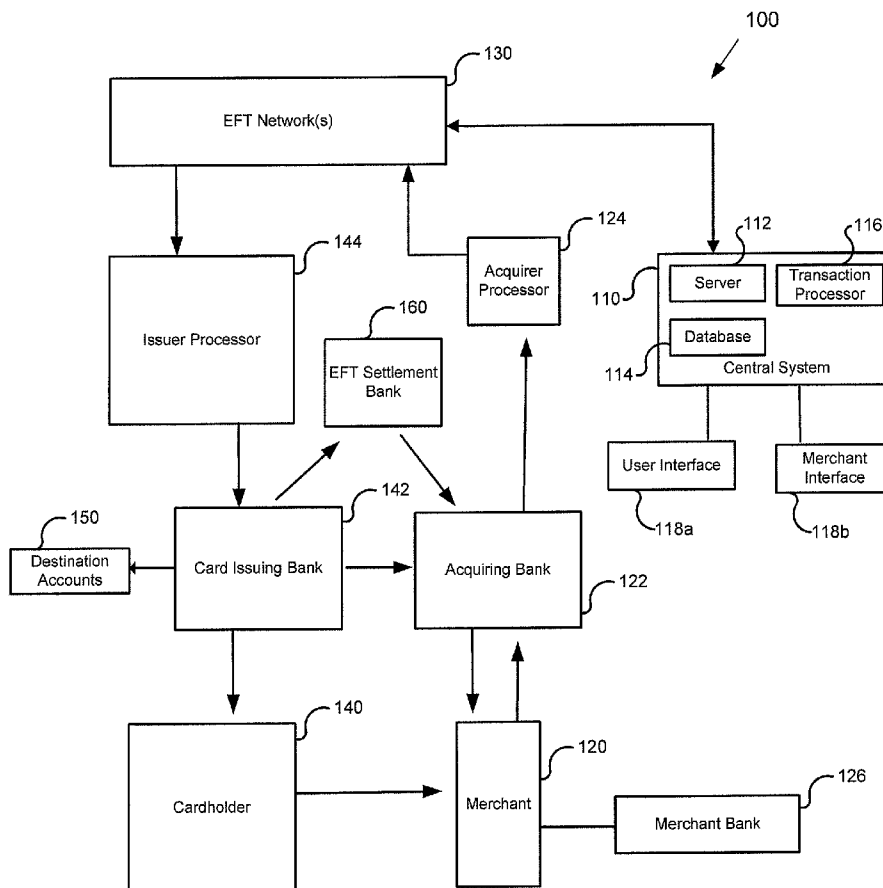 100
130
EFT Network(s)
144
124
112
116
Acquirer
Processor
110
Server
Transaction
Processor
160
Issuer Processor
Database
EFT Settlement
Bank
114
Central System
User Interface
Merchant
Interface
142
118a
118b
150
Destination
Accounts
Card Issuing Bank
Acquiring Bank
122
140
120
126
Cardholder
Merchant
Merchant Bank